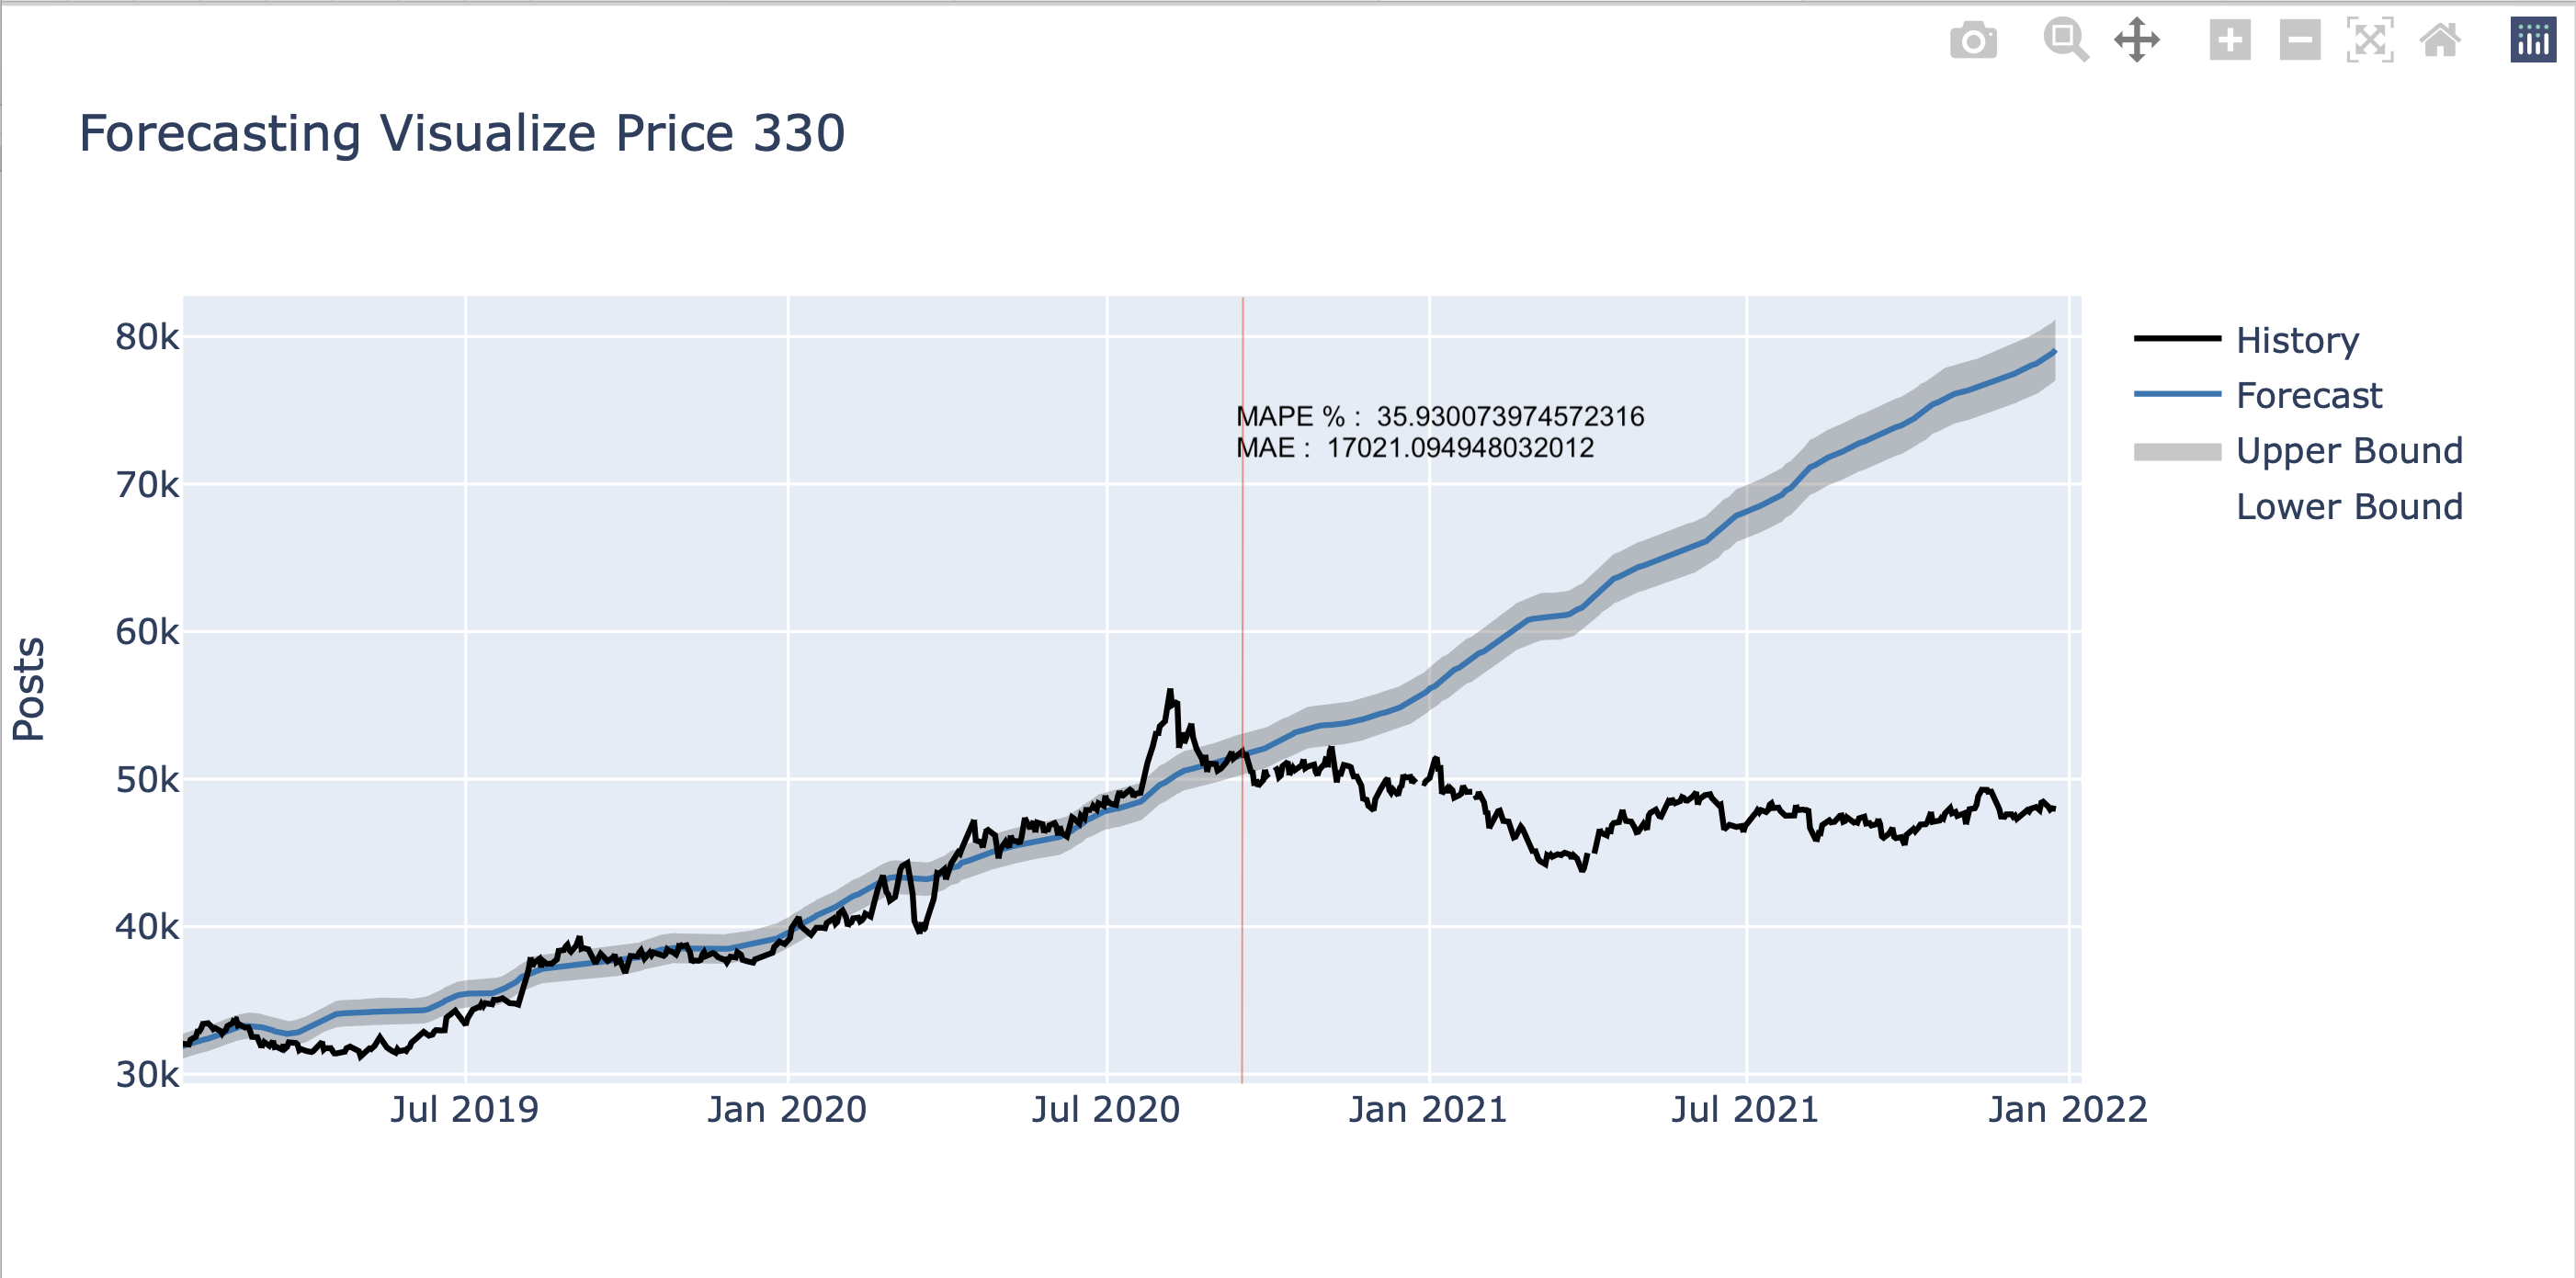 Forecasting Visualize Price 330
80k
70k
60k
50k
40k
30k
Posts
MAPE % :  35.930073974572316
MAE :  17021.094948032012
History
Forecast
Upper Bound
Lower Bound
Jul 2019
Jan 2020
Jul 2020
Jan 2021
Jul 2021
Jan 2022